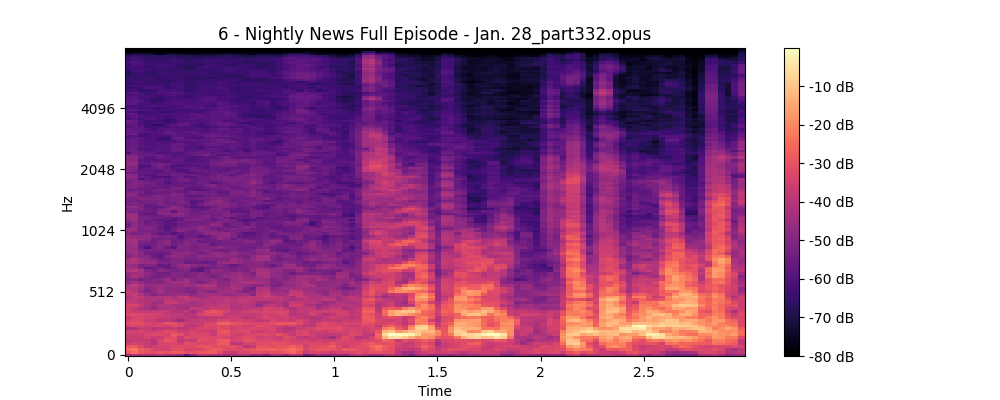 6 - Nightly News Full Episode - Jan. 28_part332.opus
Hz
4096
2048
1024
512
0
0
0.5
1
1.5
2
2.5
Time
-10 dB
-20 dB
-30 dB
-40 dB
-50 dB
-60 dB
-70 dB
-80 dB